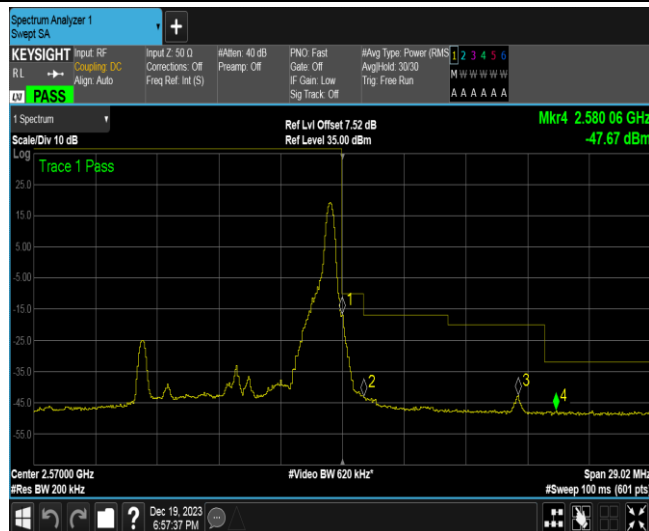 Spectrum Analyzer 1
Swept SA
+
KEYSIGHT
RL
LXI PASS
Input: RF
Coupling: DC
Align: Auto
Input Z: 50 Ω
Corrections: Off
Freq Ref: Int (S)
#Atten: 40 dB
Preamp: Off
PNO: Fast
Gate: Off
IF Gain: Low
Sig Track: Off
#Avg Type: Power (RMS
Avg|Hold: 30/30
Trig: Free Run
1 2 3 4 5 6
M W W W W W
A A A A A A
1 Spectrum
Scale/Div 10 dB
Log
Ref Lvl Offset 7.52 dB
Ref Level 35.00 dBm
Mkr4 2.580 06 GHz
-47.67 dBm
Trace 1 Pass
25.0
15.0
5.00
-5.00
-15.0
-25.0
-35.0
-45.0
-55.0
1
2
3
4
Center 2.57000 GHz
#Res BW 200 kHz
#Video BW 620 kHz*
Span 29.02 MHz
#Sweep 100 ms (601 pts)
?
Dec 19, 2023
6:57:37 PM